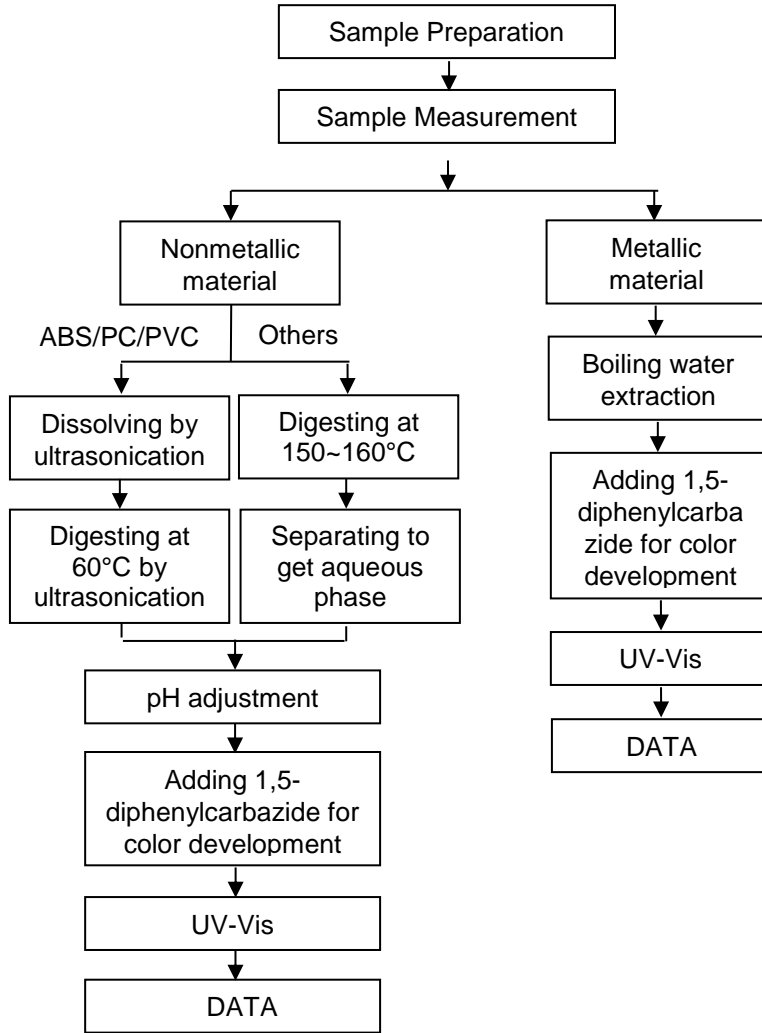 Sample Preparation
Sample Measurement
Nonmetallic
material
Metallic
material
ABS/PC/PVC
Others
Boiling water
extraction
Dissolving by
ultrasonication
Digesting at
150~160°C
Adding 1,5-
diphenylcarba
zide for color
development
Digesting at
60°C by
ultrasonication
Separating to
get aqueous
phase
UV-Vis
pH adjustment
DATA
Adding 1,5-
diphenylcarbazide for
color development
UV-Vis
DATA